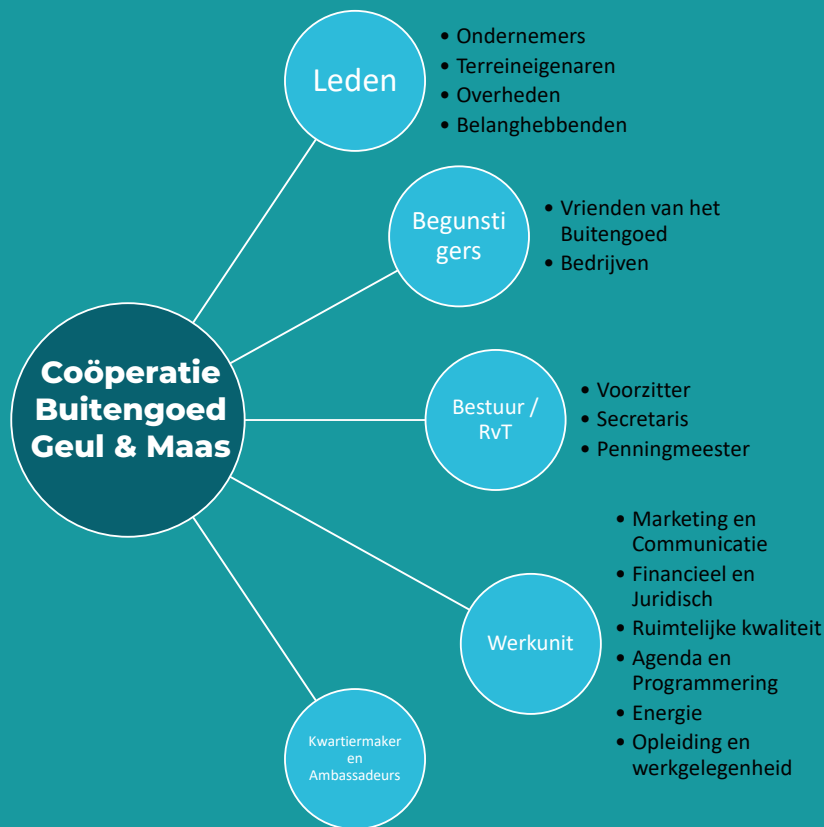 Leden
• Ondernemers
• Terreineigenaren
• Overheden
• Belanghebbenden
Begunsti
gers
• Vrienden van het
Buitengoed
• Bedrijven
Coöperatie
Buitengoed
Geul & Maas
Bestuur /
RvT
• Voorzitter
• Secretaris
• Penningmeester
Werkunit
• Marketing en
Communicatie
• Financieel en
Juridisch
• Ruimtelijke kwaliteit
• Agenda en
Programmering
• Energie
• Opleiding en
werkgelegenheid
Kwartiermaker
en
Ambassadeurs